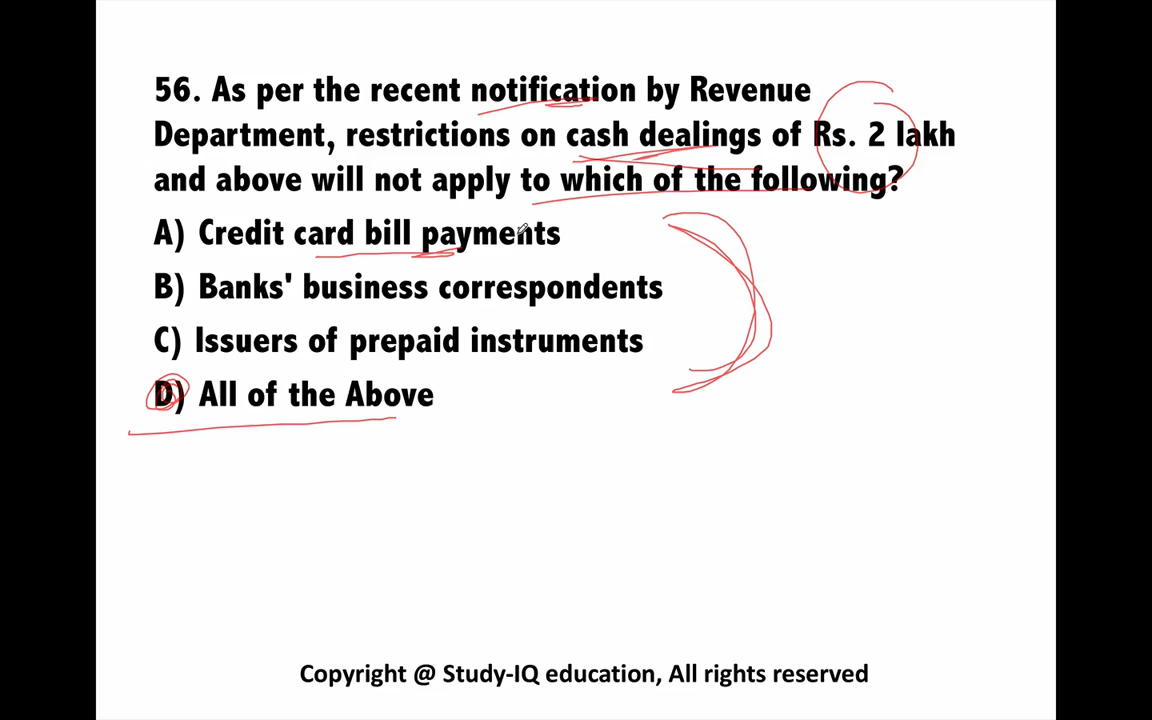 56. As per the recent notification by Revenue
Department, restrictions on cash dealings of Rs. 2 lakh
and above will not apply to which of the following?
A) Credit card bill payments
B) Banks' business correspondents
C) Issuers of prepaid instruments
D) All of the Above
Copyright @ Study-IQ education, All rights reserved